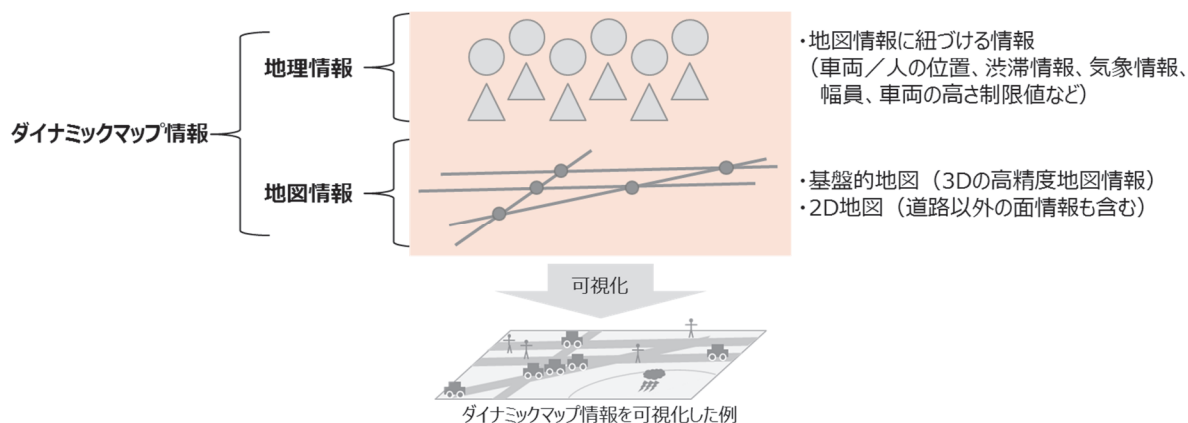 ダイナミックマップ情報
地理情報
・地図情報に紐づける情報
（車両／人の位置、渋滞情報、気象情報、
幅員、車両の高さ制限値など）
地図情報
・基盤的地図（3Dの高精度地図情報）
・2D地図（道路以外の面情報も含む）
可視化
ダイナミックマップ情報を可視化した例